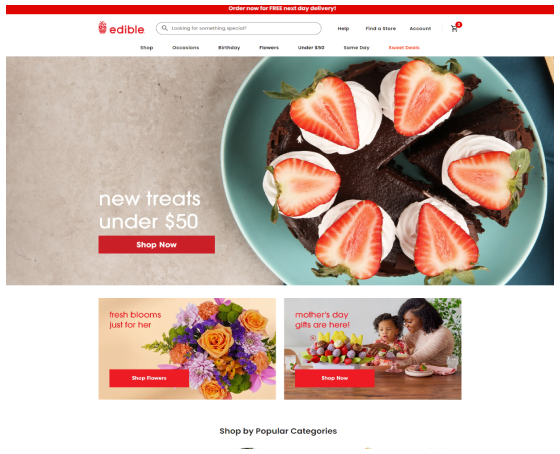 Order now for FREE next day delivery!
edible
Looking for something special?
Help
Find a Store
Account
0
Shop
Occasions
Birthday
Flowers
Under $50
Same Day
Sweet Deals
new treats
under $50
Shop Now
fresh blooms
just for her
Shop Flowers
mother's day
gifts are here!
Shop Now
Shop by Popular Categories